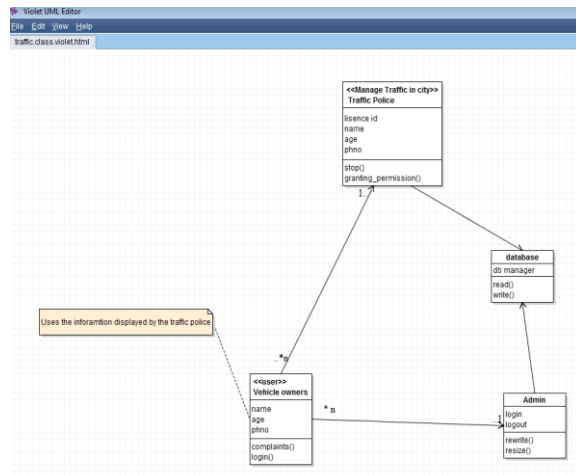 Violet UML Editor
File Edit View Help
traffic.class.violet.html
<<Manage Traffic in city>>
Traffic Police
lisence id
name
age
phno
stop()
granting_permission()
1..
database
db manager
read()
write()
Uses the inforamtion displayed by the traffic police
..*n
<<user>>
Vehicle owners
name
age
phno
complaints()
login()
* n
..1
Admin
login
logout
rewrite()
resize()